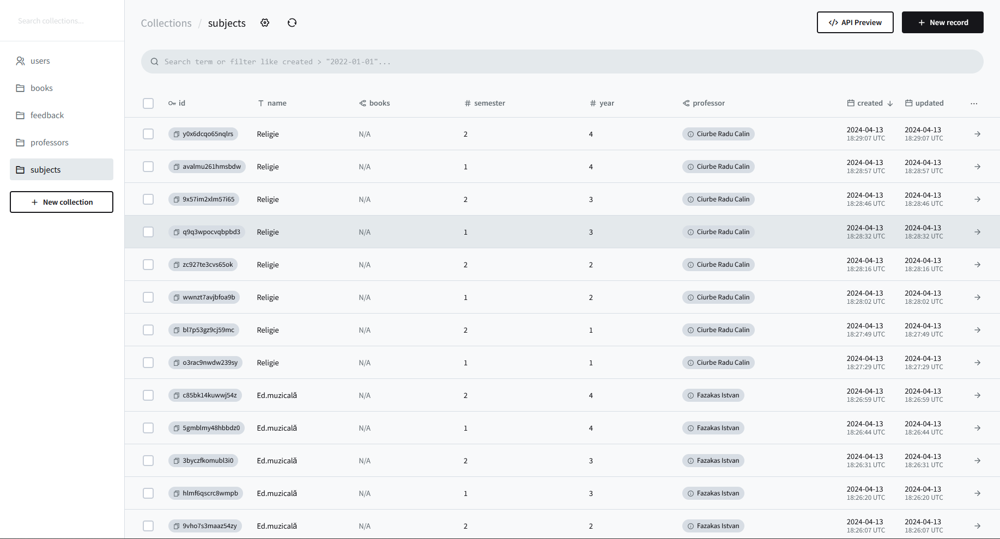 Search collections...
users
books
feedback
professors
subjects
New collection
Collections / subjects
</> API Preview
New record
Search term or filter like created > "2022-01-01"...
id name books semester year professor created updated
y0x6dcqo65nqlrs Religie N/A 2 4 Ciurbe Radu Calin 2024-04-13 2024-04-13
18:29:07 UTC 18:29:07 UTC
avalmu261hmsbdw Religie N/A 1 4 Ciurbe Radu Calin 2024-04-13 2024-04-13
18:28:57 UTC 18:28:57 UTC
9x57im2xlm57i65 Religie N/A 2 3 Ciurbe Radu Calin 2024-04-13 2024-04-13
18:28:46 UTC 18:28:46 UTC
q9q3wpocvqbpbd3 Religie N/A 1 3 Ciurbe Radu Calin 2024-04-13 2024-04-13
18:28:32 UTC 18:28:32 UTC
zc927te3cvs65ok Religie N/A 2 2 Ciurbe Radu Calin 2024-04-13 2024-04-13
18:28:16 UTC 18:28:16 UTC
wwnzt7avjbfoa9b Religie N/A 1 2 Ciurbe Radu Calin 2024-04-13 2024-04-13
18:28:02 UTC 18:28:02 UTC
bl7p53gz9cj59mc Religie N/A 2 1 Ciurbe Radu Calin 2024-04-13 2024-04-13
18:27:49 UTC 18:27:49 UTC
o3rac9nwdw239sy Religie N/A 1 1 Ciurbe Radu Calin 2024-04-13 2024-04-13
18:27:29 UTC 18:27:29 UTC
c85bk14kuwwj54z Ed.muzicală N/A 2 4 Fazakas Istvan 2024-04-13 2024-04-13
18:26:59 UTC 18:26:59 UTC
5gmblmy48hbbdz0 Ed.muzicală N/A 1 4 Fazakas Istvan 2024-04-13 2024-04-13
18:26:44 UTC 18:26:44 UTC
3byczfkomubl3i0 Ed.muzicală N/A 2 3 Fazakas Istvan 2024-04-13 2024-04-13
18:26:31 UTC 18:26:31 UTC
hlmf6qscrc8wmpb Ed.muzicală N/A 1 3 Fazakas Istvan 2024-04-13 2024-04-13
18:26:20 UTC 18:26:20 UTC
9vho7s3maaz54zy Ed.muzicală N/A 2 2 Fazakas Istvan 2024-04-13 2024-04-13
18:26:07 UTC 18:26:07 UTC